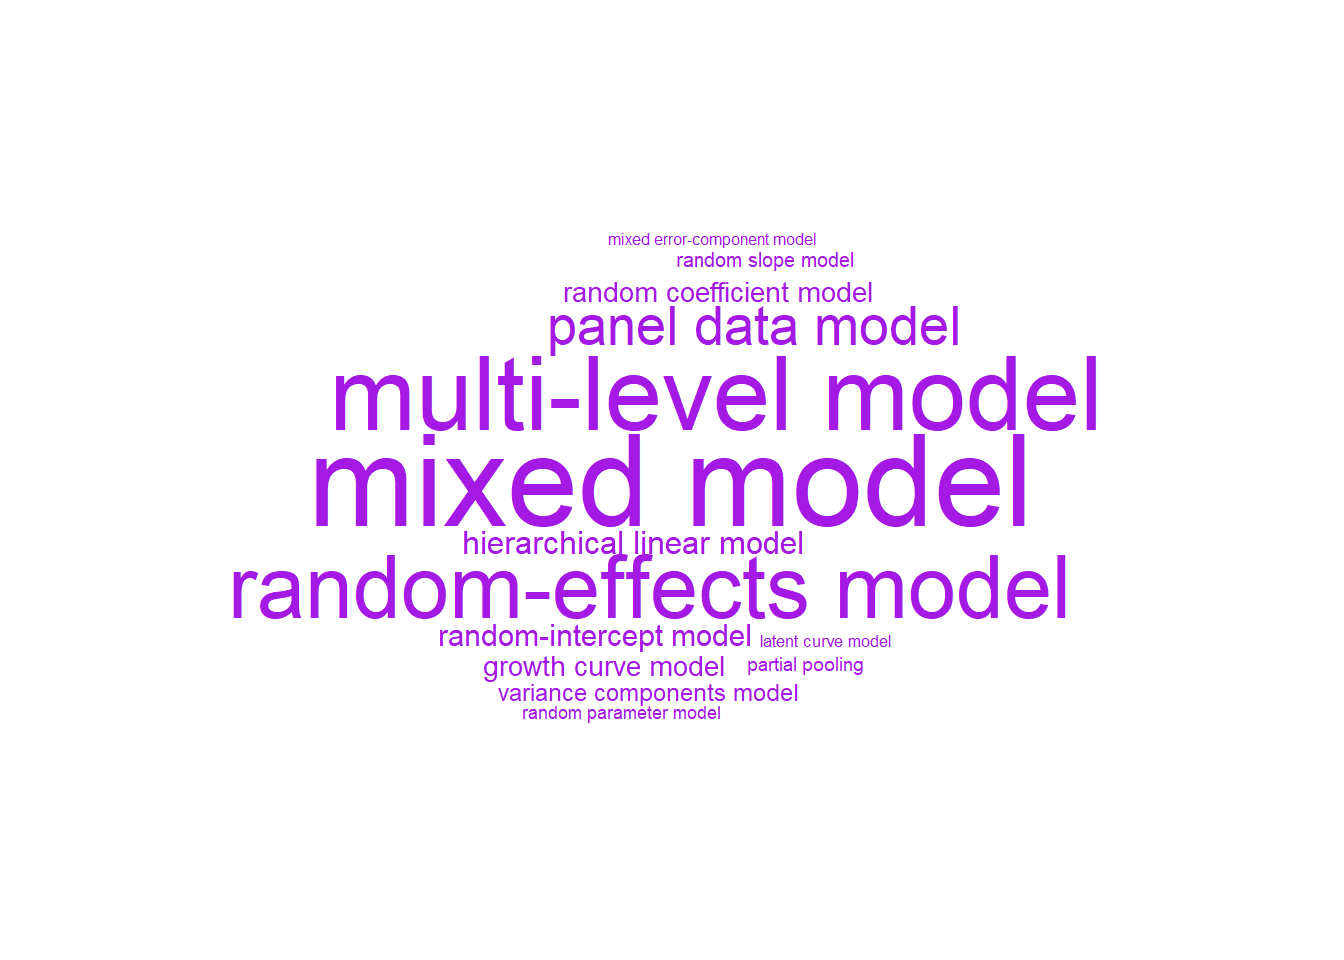 mixed error-component model
random slope model
random coefficient model
panel data model
multi-level model
mixed model
hierarchical linear model
random-effects model
random-intercept model
latent curve model
growth curve model
partial pooling
variance components model
random parameter model